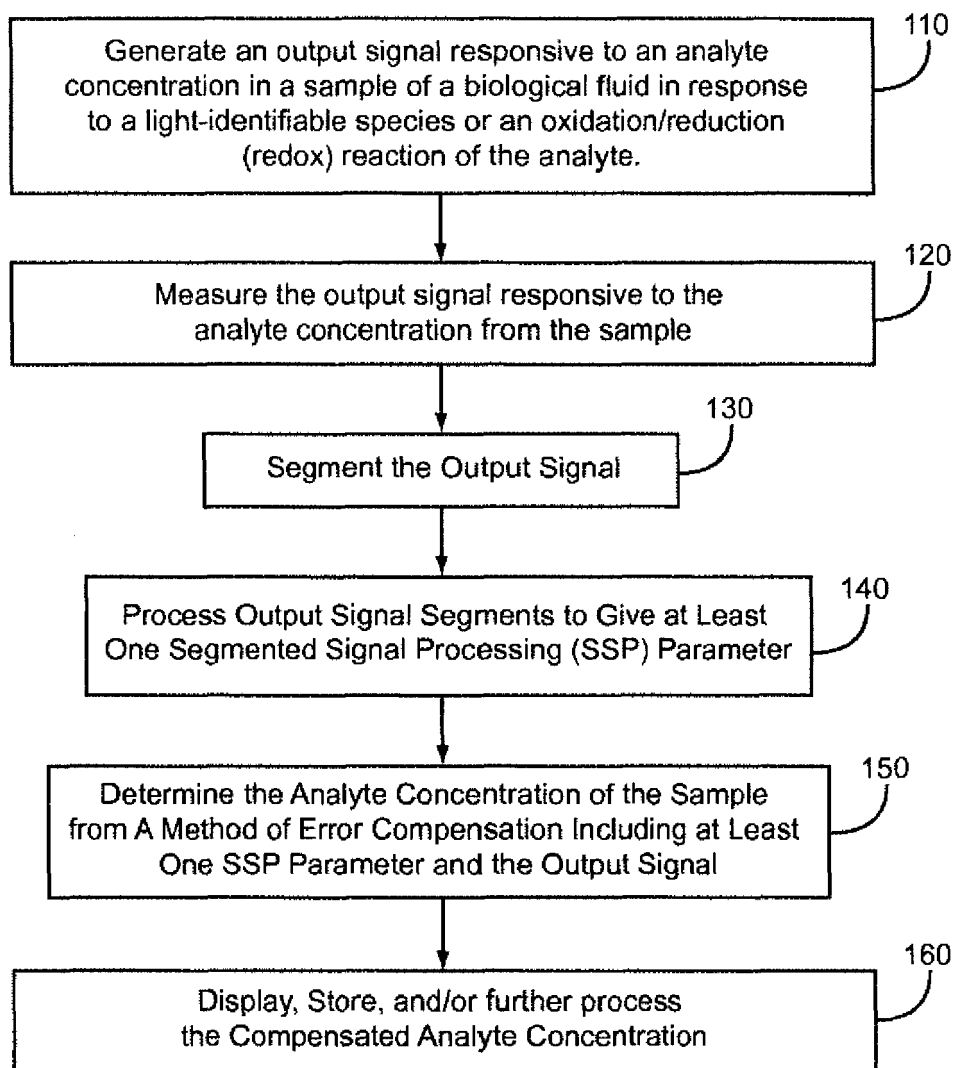 110
Generate an output signal responsive to an analyte
concentration in a sample of a biological fluid in response
to a light-identifiable species or an oxidation/reduction
(redox) reaction of the analyte.
120
Measure the output signal responsive to the
analyte concentration from the sample
130
Segment the Output Signal
140
Process Output Signal Segments to Give at Least
One Segmented Signal Processing (SSP) Parameter
150
Determine the Analyte Concentration of the Sample
from A Method of Error Compensation Including at Least
One SSP Parameter and the Output Signal
160
Display, Store, and/or further process
the Compensated Analyte Concentration